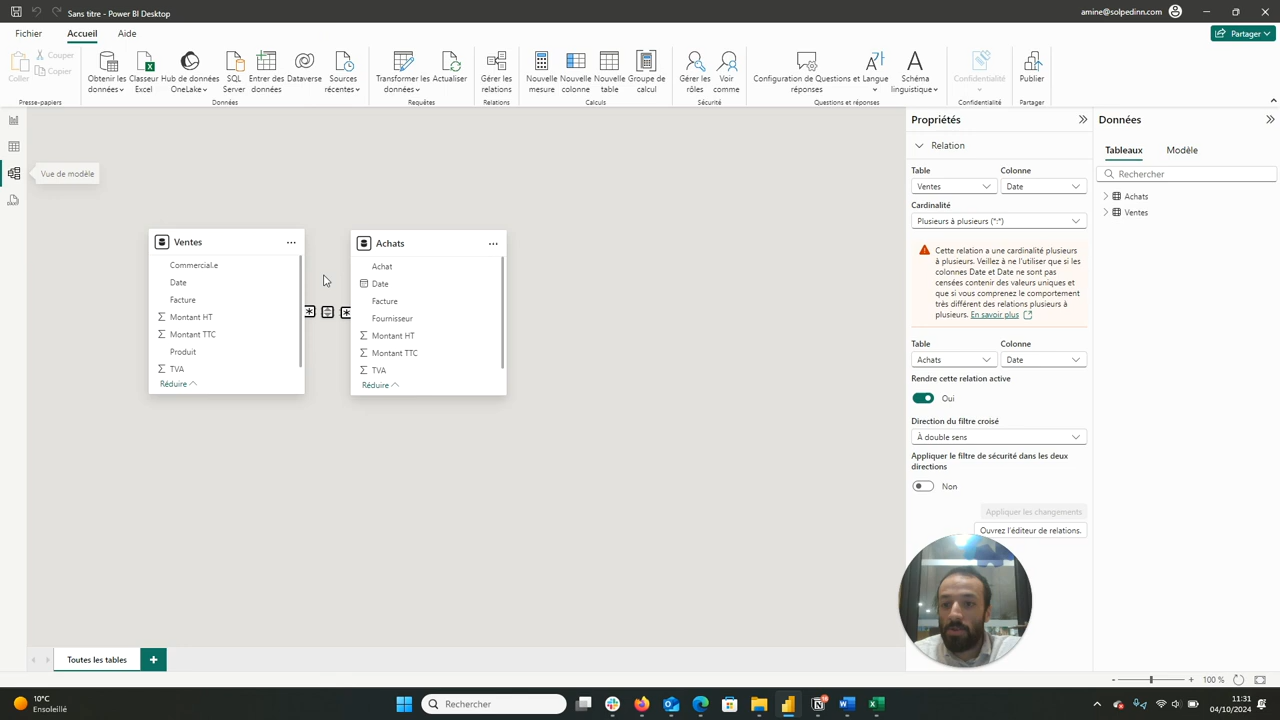 Sans titre - Power BI Desktop
amine@solpedinn.com
Fichier
Accueil
Aide
Partager
Coller
Couper
Copier
Presse-papiers
Obtenir les données
Classeur Excel
Hub de données OneLake
SQL Server
Entrer des données
Dataverse
Sources récentes
Données
Transformer les données
Actualiser
Requêtes
Gérer les relations
Relations
Nouvelle mesure
Nouvelle colonne
Nouvelle table
Groupe de calcul
Calculs
Gérer les rôles
Voir comme
Sécurité
Configuration de Questions et réponses
Langue
Schéma linguistique
Questions et réponses
Confidentialité
Confidentialité
Publier
Partager
Vue de modèle
Ventes
Commercial.e
Date
Facture
Montant HT
Montant TTC
Produit
TVA
Réduire
Achats
Achat
Date
Facture
Fournisseur
Montant HT
Montant TTC
TVA
Réduire
Propriétés
Relation
Table
Colonne
Ventes
Date
Cardinalité
Plusieurs à plusieurs (*:*)
Cette relation a une cardinalité plusieurs
à plusieurs. Veillez à ne l'utiliser que si les
colonnes Date et Date ne sont pas
censées contenir des valeurs uniques et
que si vous comprenez le comportement
très différent des relations plusieurs à
plusieurs. En savoir plus
Table
Colonne
Achats
Date
Rendre cette relation active
Oui
Direction du filtre croisé
À double sens
Appliquer le filtre de sécurité dans les deux
directions
Non
Appliquer les changements
Ouvrez l'éditeur de relations.
Données
Tableaux
Modèle
Rechercher
Achats
Ventes
Toutes les tables
100 %
10°C
Ensoleillé
Rechercher
11:31
04/10/2024